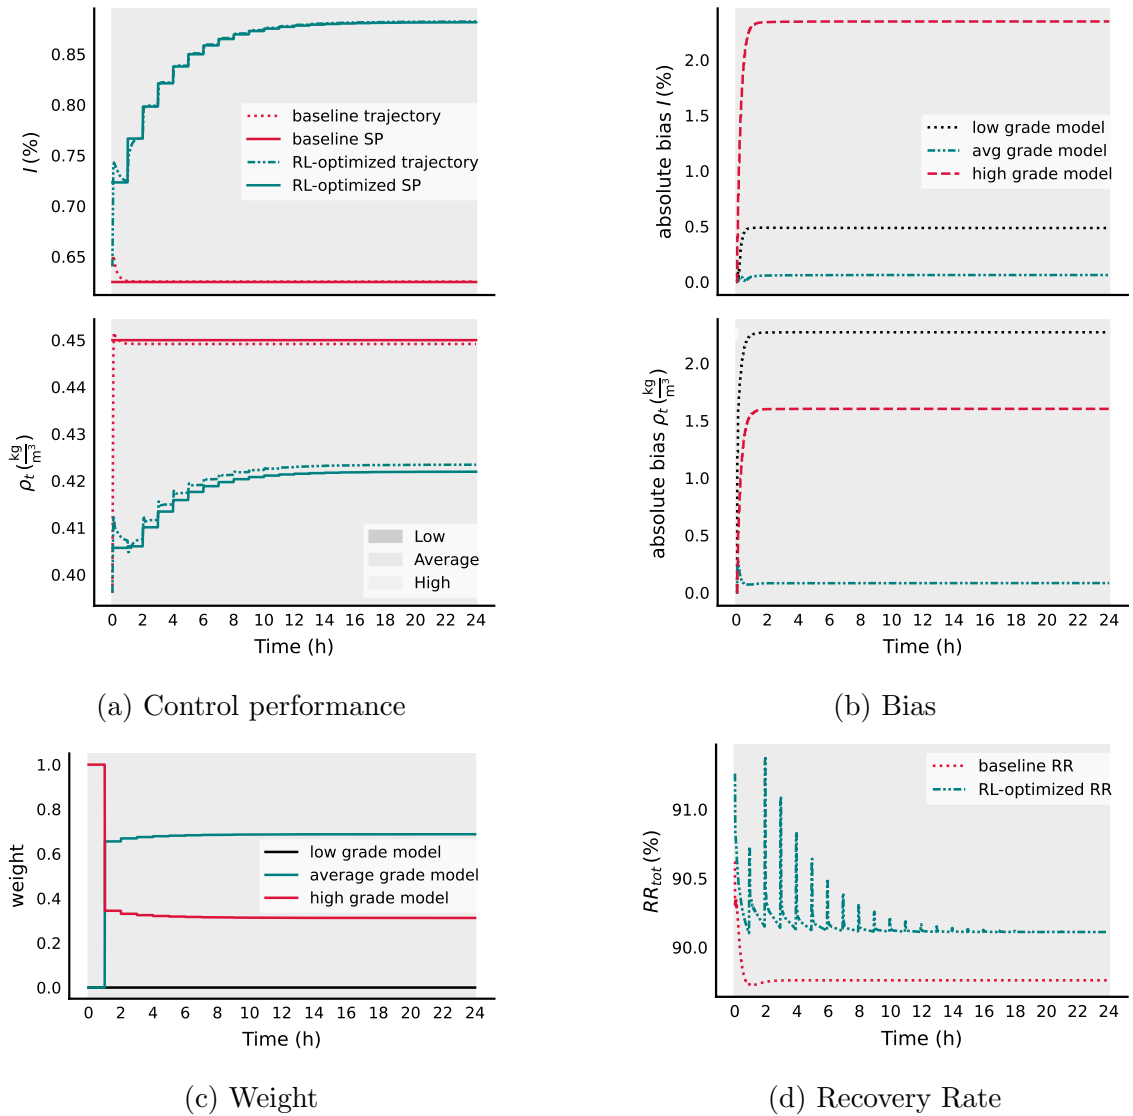 0.85
0.80
0.75
0.70
0.65
I (%)
baseline trajectory
baseline SP
RL-optimized trajectory
RL-optimized SP
2.0
1.5
1.0
0.5
0.0
absolute bias I (%)
low grade model
avg grade model
high grade model
0.45
0.44
0.43
0.42
0.41
0.40
ρt (kg/m³)
Low
Average
High
0 2 4 6 8 10 12 14 16 18 20 22 24
Time (h)
2.0
1.5
1.0
0.5
0.0
absolute bias ρt (kg/m³)
0 2 4 6 8 10 12 14 16 18 20 22 24
Time (h)
(a) Control performance
(b) Bias
1.0
0.8
0.6
0.4
0.2
0.0
weight
low grade model
average grade model
high grade model
0 2 4 6 8 10 12 14 16 18 20 22 24
Time (h)
91.0
90.5
90.0
RRtot (%)
baseline RR
RL-optimized RR
0 2 4 6 8 10 12 14 16 18 20 22 24
Time (h)
(c) Weight
(d) Recovery Rate